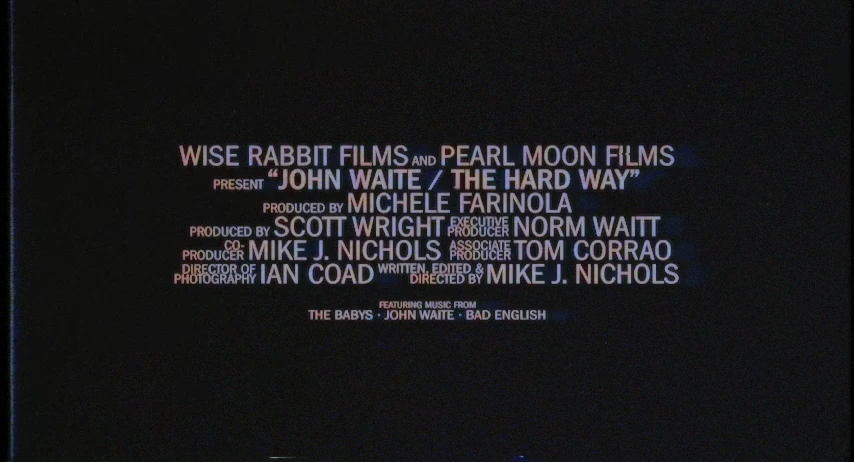 WISE RABBIT FILMS AND PEARL MOON FILMS
PRESENT “JOHN WAITE / THE HARD WAY”
PRODUCED BY MICHELE FARINOLA
PRODUCED BY SCOTT WRIGHT EXECUTIVE PRODUCER NORM WAITT
CO-PRODUCER MIKE J. NICHOLS ASSOCIATE PRODUCER TOM CORRAO
DIRECTOR OF PHOTOGRAPHY IAN COAD WRITTEN, EDITED & DIRECTED BY MIKE J. NICHOLS
FEATURING MUSIC FROM
THE BABYS · JOHN WAITE · BAD ENGLISH